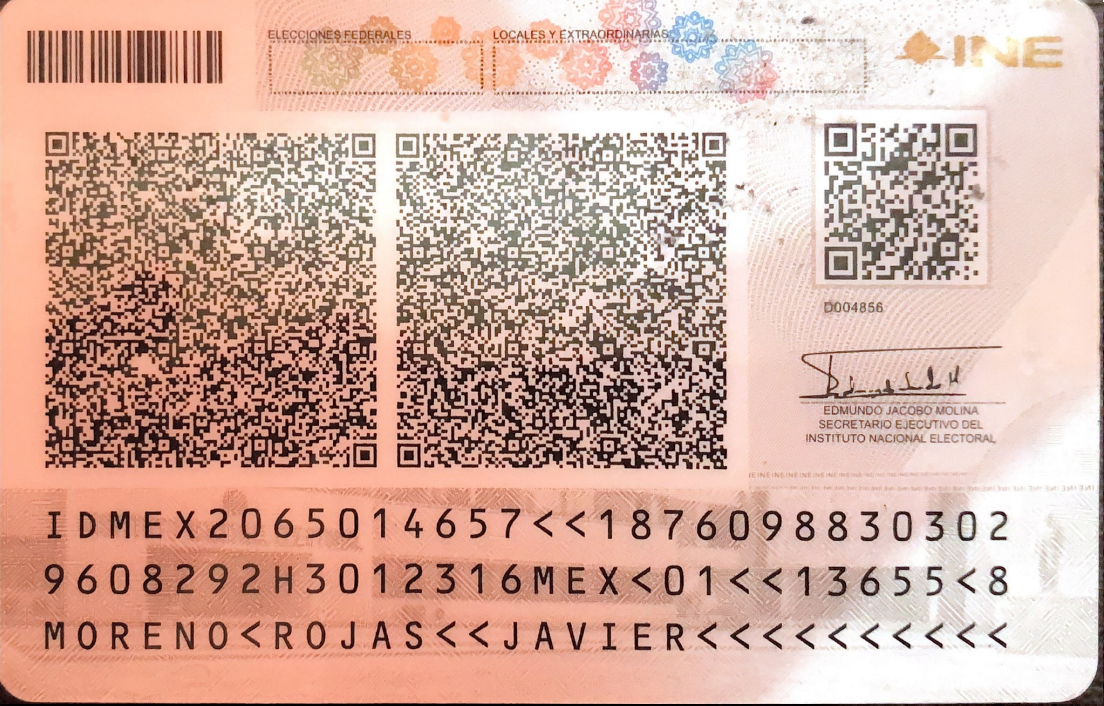 ELECCIONES FEDERALES
LOCALES Y EXTRAORDINARIAS
INE
D004856
EDMUNDO JACOBO MOLINA
SECRETARIO EJECUTIVO DEL
INSTITUTO NACIONAL ELECTORAL
IDMEX2065014657<<1876098830302
9608292H3012316MEX<01<<13655<8
MORENO<ROJAS<<JAVIER<<<<<<<<<<